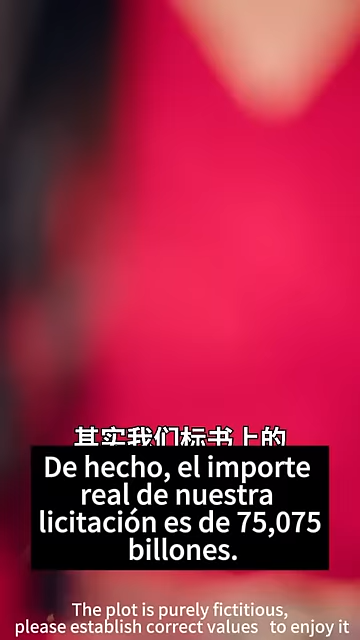 其实我们标书上的
De hecho, el importe
real de nuestra
licitación es de 75,075
billones.
The plot is purely fictitious,
please establish correct values to enjoy it